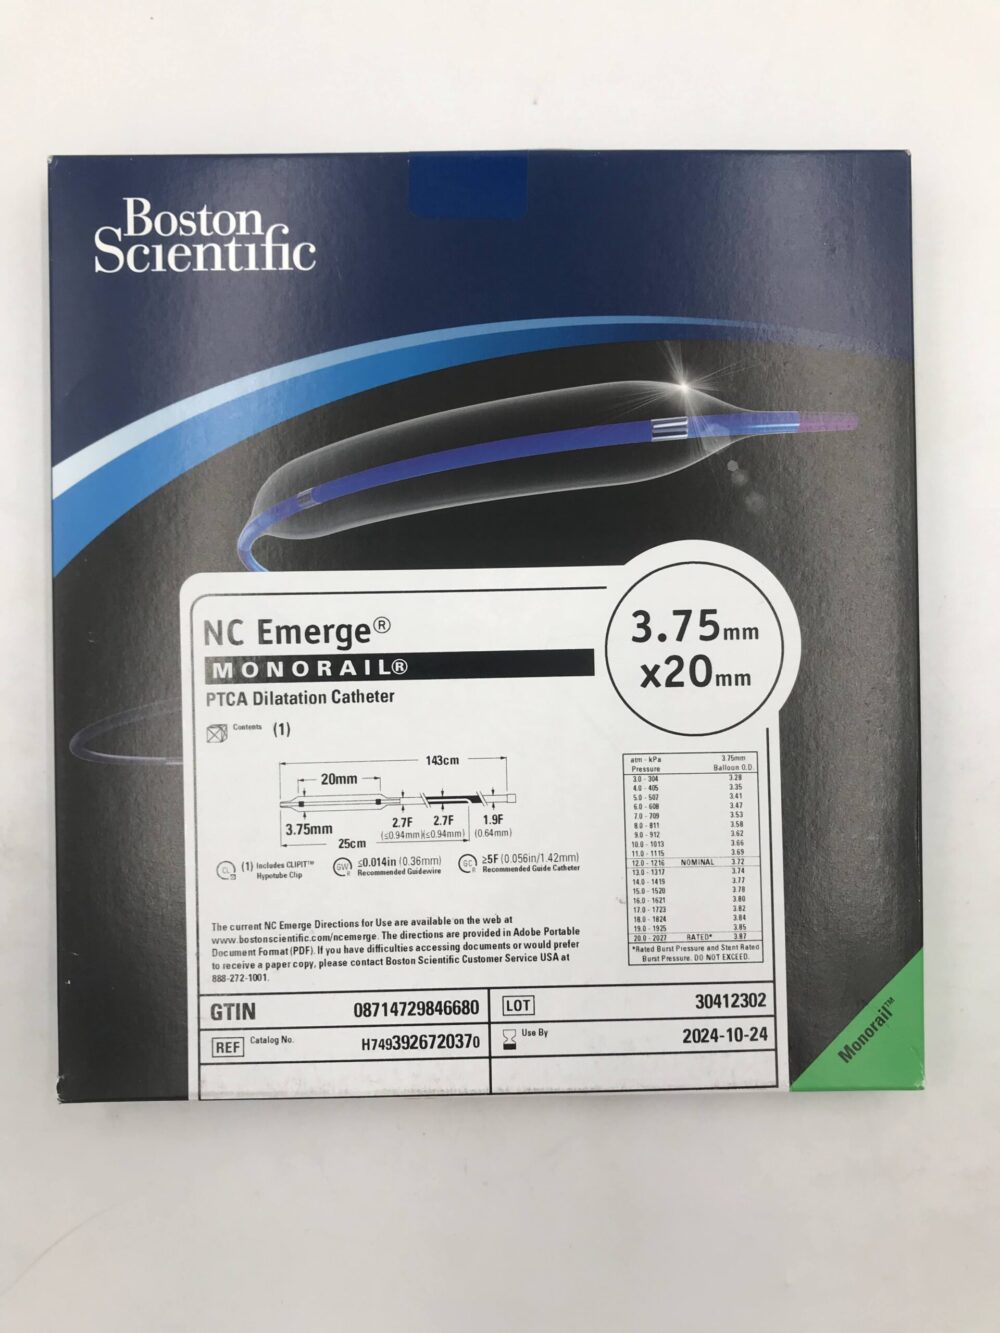 Boston
Scientific
NC Emerge®
MONORAIL®
PTCA Dilatation Catheter
3.75mm
x20mm
Contents (1)
143cm
20mm
3.75mm
2.7F
(≤0.94mm)
2.7F
(≤0.94mm)
1.9F
(0.64mm)
25cm
CL
(1) Includes CLIPIT™
Hypotube Clip
GW
R
≤0.014in (0.36mm)
Recommended Guidewire
GC
R
≥5F (0.056in/1.42mm)
Recommended Guide Catheter
atm - kPa 3.75mm
Pressure Balloon O.D.
3.0 - 304 3.28
4.0 - 405 3.35
5.0 - 507 3.41
6.0 - 608 3.47
7.0 - 709 3.53
8.0 - 811 3.58
9.0 - 912 3.62
10.0 - 1013 3.66
11.0 - 1115 3.69
12.0 - 1216 NOMINAL 3.72
13.0 - 1317 3.74
14.0 - 1419 3.77
15.0 - 1520 3.78
16.0 - 1621 3.80
17.0 - 1723 3.82
18.0 - 1824 3.84
19.0 - 1925 3.85
20.0 - 2027 RATED* 3.87
*Rated Burst Pressure and Stent Rated
Burst Pressure. DO NOT EXCEED.
The current NC Emerge Directions for Use are available on the web at
www.bostonscientific.com/ncemerge. The directions are provided in Adobe Portable
Document Format (PDF). If you have difficulties accessing documents or would prefer
to receive a paper copy, please contact Boston Scientific Customer Service USA at
888-272-1001.
GTIN 08714729846680
LOT 30412302
REF Catalog No. H7493926720370
Use By 2024-10-24
Monorail™